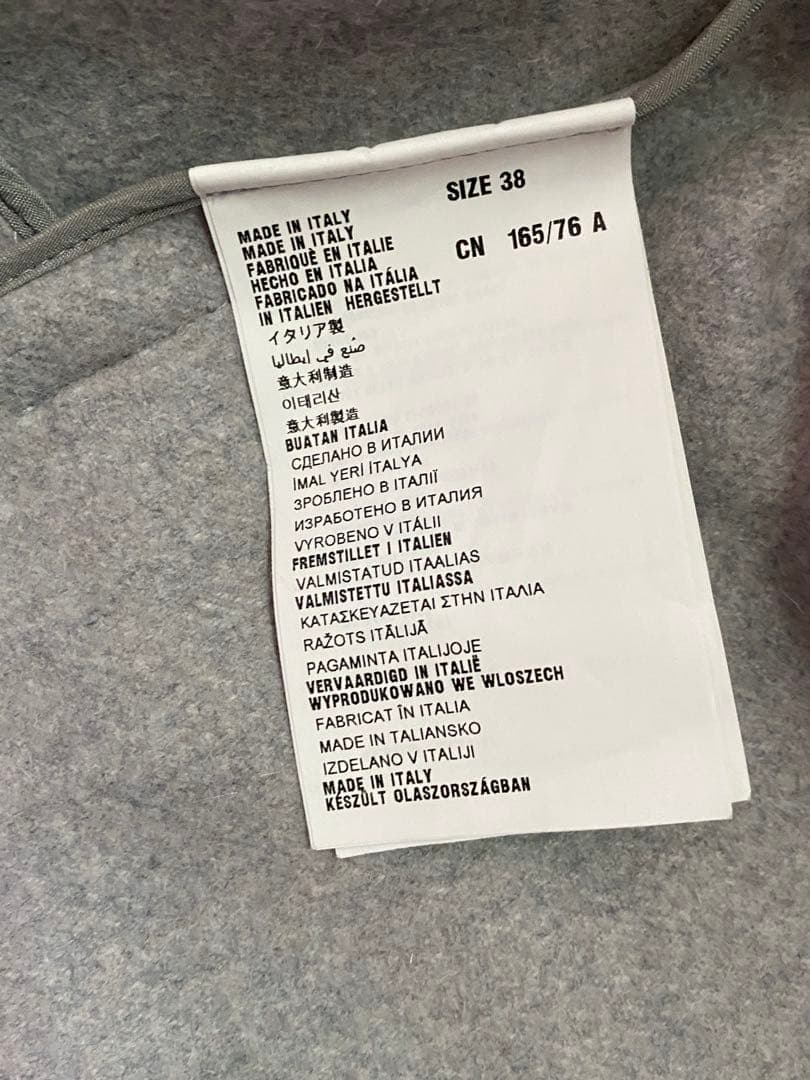 SIZE 38
CN 165/76 A
MADE IN ITALY
MADE IN ITALY
FABRIQUÈ EN ITALIE
HECHO EN ITALIA
FABRICADO NA ITÁLIA
IN ITALIEN HERGESTELLT
イタリア製
صُنع في إيطاليا
意大利制造
이태리산
意大利製造
BUATAN ITALIA
СДЕЛАНО В ИТАЛИИ
İMAL YERİ İTALYA
ЗРОБЛЕНО В ІТАЛІЇ
ИЗРАБОТЕНО В ИТАЛИЯ
VYROBENO V ITÁLII
FREMSTILLET I ITALIEN
VALMISTATUD ITAALIAS
VALMISTETTU ITALIASSA
ΚΑΤΑΣΚΕΥΑΖΕΤΑΙ ΣΤΗΝ ΙΤΑΛΙΑ
RAŽOTS ITĀLIJĀ
PAGAMINTA ITALIJOJE
VERVAARDIGD IN ITALIË
WYPRODUKOWANO WE WLOSZECH
FABRICAT ÎN ITALIA
MADE IN TALIANSKO
IZDELANO V ITALIJI
MADE IN ITALY
KÉSZÜLT OLASZORSZÁGBAN